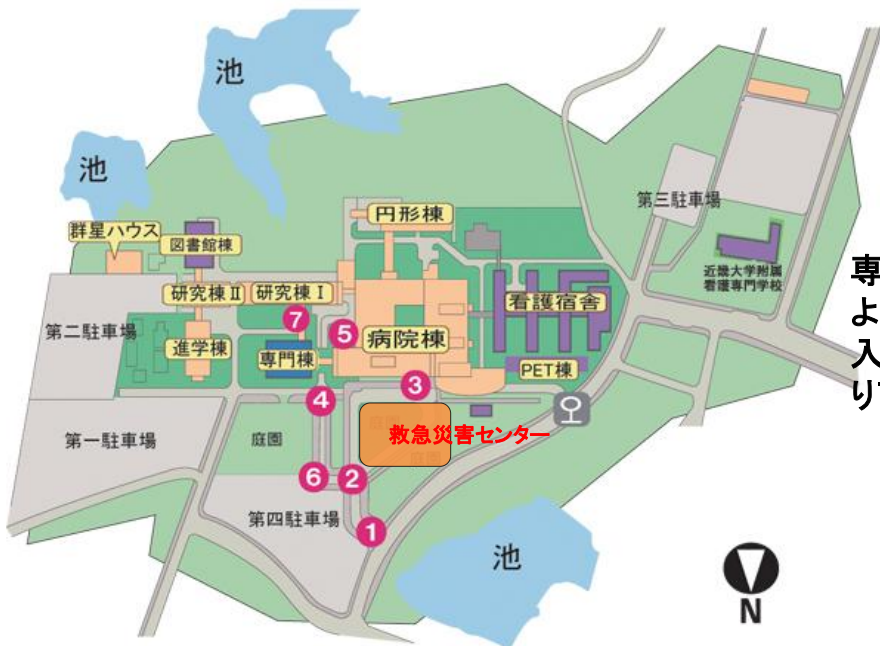 池
池
第三駐車場
円形棟
群星ハウス
図書館棟
近畿大学附属
看護専門学校
専
よ
入
り
研究棟Ⅱ
研究棟Ⅰ
看護宿舎
第二駐車場
7
5
病院棟
進学棟
専門棟
PET棟
3
4
救急災害センター
第一駐車場
庭園
6
2
第四駐車場
1
池
N